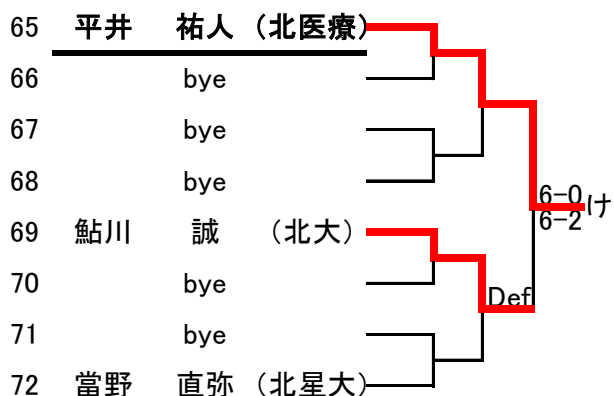 65 平井 祐人 (北医療)
66 bye
67 bye
68 bye
6-0
6-2
け
69 鮎川 誠 (北大)
70 bye
Def
71 bye
72 當野 直弥 (北星大)